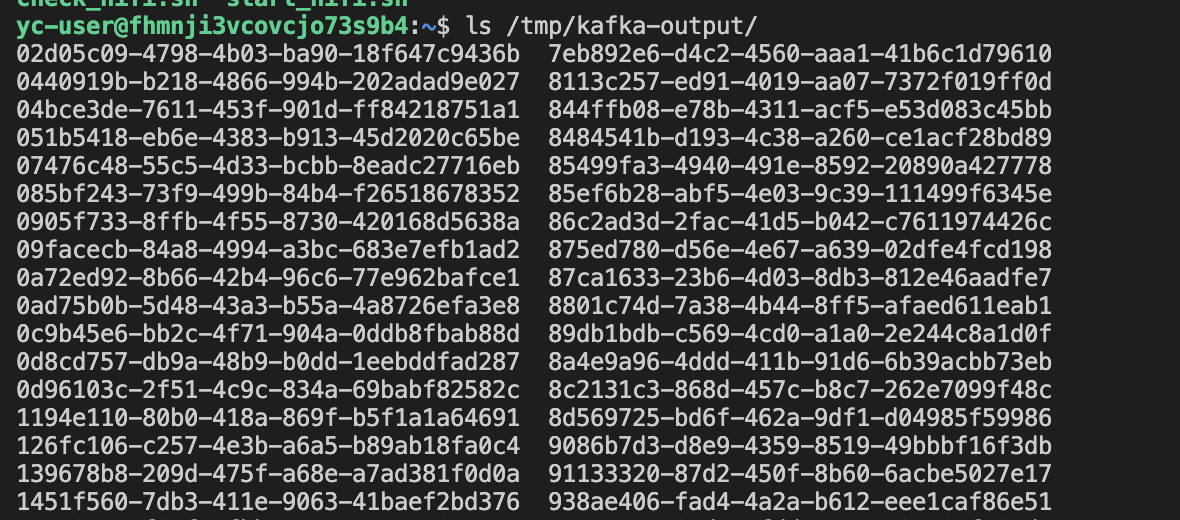 check_nifi.sh  start_nifi.sh
yc-user@fhmnji3vcovcjo73s9b4:~$ ls /tmp/kafka-output/
02d05c09-4798-4b03-ba90-18f647c9436b  7eb892e6-d4c2-4560-aaa1-41b6c1d79610
0440919b-b218-4866-994b-202adad9e027  8113c257-ed91-4019-aa07-7372f019ff0d
04bce3de-7611-453f-901d-ff84218751a1  844ffb08-e78b-4311-acf5-e53d083c45bb
051b5418-eb6e-4383-b913-45d2020c65be  8484541b-d193-4c38-a260-ce1acf28bd89
07476c48-55c5-4d33-bcbb-8eadc27716eb  85499fa3-4940-491e-8592-20890a427778
085bf243-73f9-499b-84b4-f26518678352  85ef6b28-abf5-4e03-9c39-111499f6345e
0905f733-8ffb-4f55-8730-420168d5638a  86c2ad3d-2fac-41d5-b042-c7611974426c
09facecb-84a8-4994-a3bc-683e7efb1ad2  875ed780-d56e-4e67-a639-02dfe4fcd198
0a72ed92-8b66-42b4-96c6-77e962bafce1  87ca1633-23b6-4d03-8db3-812e46aadfe7
0ad75b0b-5d48-43a3-b55a-4a8726efa3e8  8801c74d-7a38-4b44-8ff5-afaed611eab1
0c9b45e6-bb2c-4f71-904a-0ddb8fbab88d  89db1bdb-c569-4cd0-a1a0-2e244c8a1d0f
0d8cd757-db9a-48b9-b0dd-1eebddfad287  8a4e9a96-4ddd-411b-91d6-6b39acbb73eb
0d96103c-2f51-4c9c-834a-69babf82582c  8c2131c3-868d-457c-b8c7-262e7099f48c
1194e110-80b0-418a-869f-b5f1a1a64691  8d569725-bd6f-462a-9df1-d04985f59986
126fc106-c257-4e3b-a6a5-b89ab18fa0c4  9086b7d3-d8e9-4359-8519-49bbbf16f3db
139678b8-209d-475f-a68e-a7ad381f0d0a  91133320-87d2-450f-8b60-6acbe5027e17
1451f560-7db3-411e-9063-41baef2bd376  938ae406-fad4-4a2a-b612-eee1caf86e51